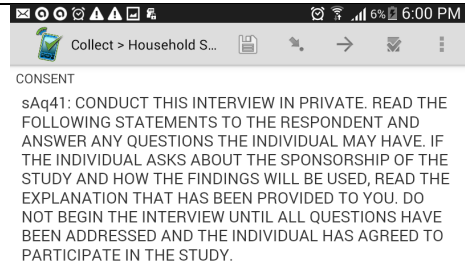 6% 6:00 PM
Collect > Household S...
CONSENT
sAq41: CONDUCT THIS INTERVIEW IN PRIVATE. READ THE
FOLLOWING STATEMENTS TO THE RESPONDENT AND
ANSWER ANY QUESTIONS THE INDIVIDUAL MAY HAVE. IF
THE INDIVIDUAL ASKS ABOUT THE SPONSORSHIP OF THE
STUDY AND HOW THE FINDINGS WILL BE USED, READ THE
EXPLANATION THAT HAS BEEN PROVIDED TO YOU. DO
NOT BEGIN THE INTERVIEW UNTIL ALL QUESTIONS HAVE
BEEN ADDRESSED AND THE INDIVIDUAL HAS AGREED TO
PARTICIPATE IN THE STUDY.